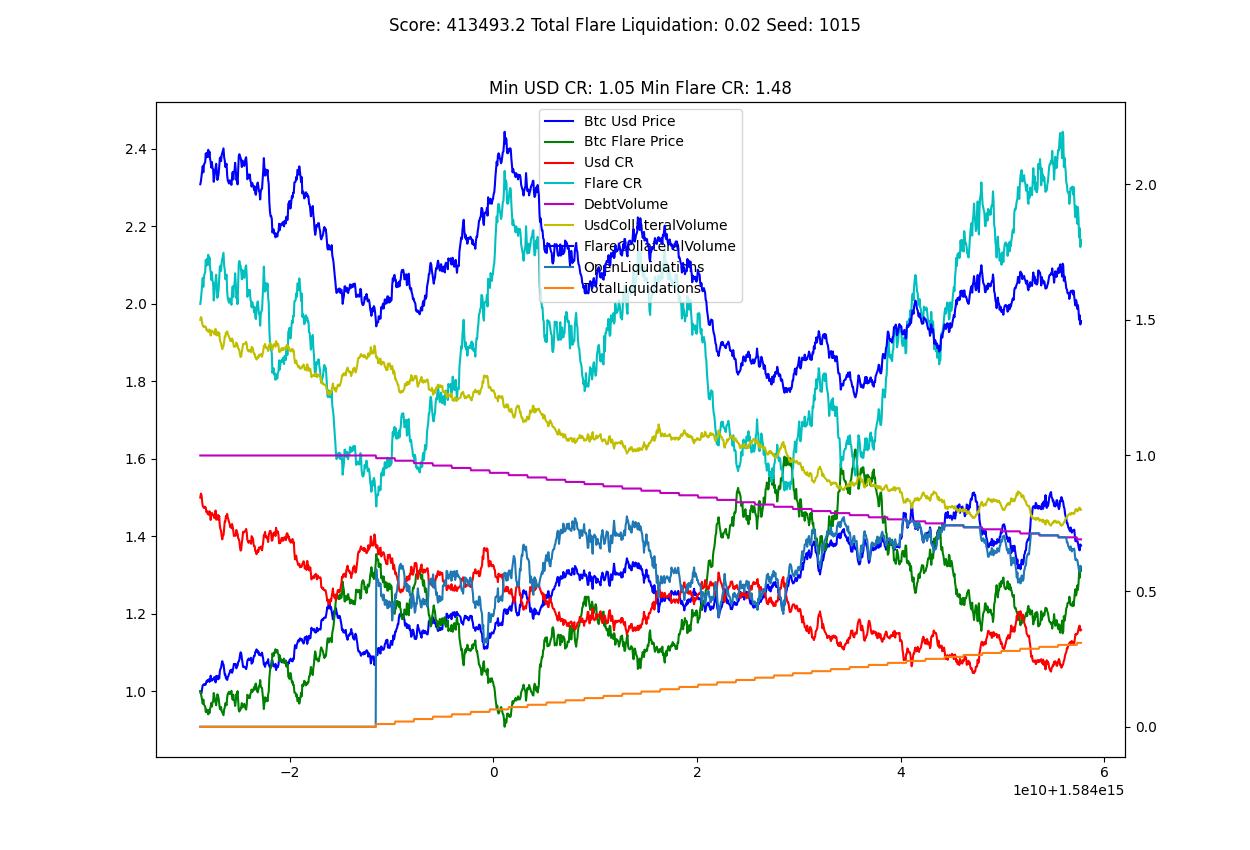 Score: 413493.2 Total Flare Liquidation: 0.02 Seed: 1015
Min USD CR: 1.05 Min Flare CR: 1.48
Btc Usd Price
Btc Flare Price
Usd CR
Flare CR
DebtVolume
UsdCollateralVolume
FlareCollateralVolume
OpenLiquidations
TotalLiquidations
2.4
2.2
2.0
1.8
1.6
1.4
1.2
1.0
2.0
1.5
1.0
0.5
0.0
−2
0
2
4
6
1e10+1.584e15